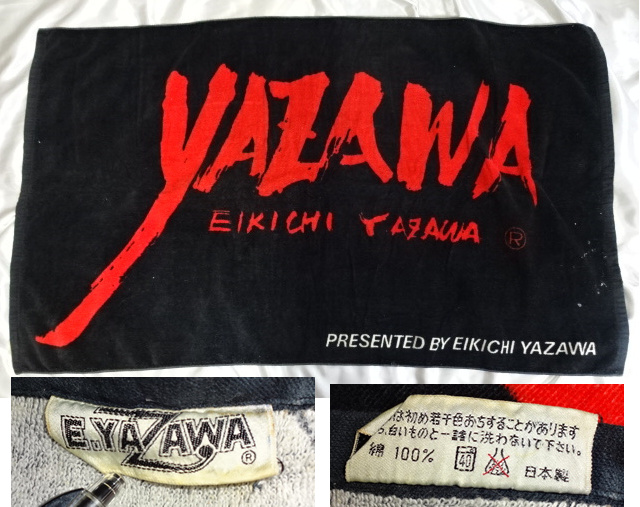 YAZAWA
EIKICHI YAZAWA ®
PRESENTED BY EIKICHI YAZAWA
E.YAZAWA ®
は初め若干色おちすることがあります
白いものと一諸に洗わないで下さい。
綿 100% 40 日本製